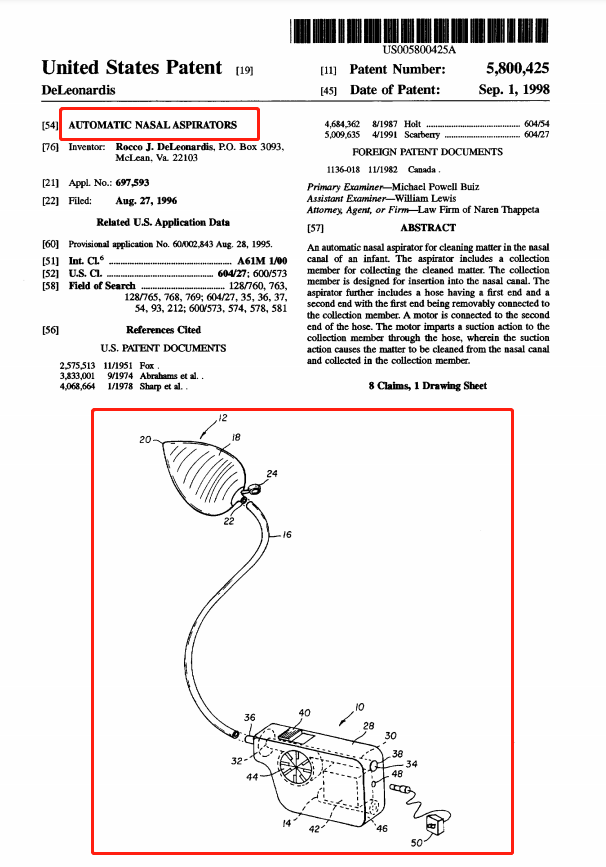 US005800425A
United States Patent [19]
DeLeonardis
[11] Patent Number: 5,800,425
[45] Date of Patent: Sep. 1, 1998
[54] AUTOMATIC NASAL ASPIRATORS
[76] Inventor: Rocco J. DeLeonardis, P.O. Box 3093,
McLean, Va. 22103
[21] Appl. No.: 697,593
[22] Filed: Aug. 27, 1996
Related U.S. Application Data
[60] Provisional application No. 60/002,843 Aug. 28, 1995.
[51] Int. Cl.6 ........................................ A61M 1/00
[52] U.S. Cl. ................................ 604/27; 600/573
[58] Field of Search ........................ 128/760, 763,
128/765, 768, 769; 604/27, 35, 36, 37,
54, 93, 212; 600/573, 574, 578, 581
[56] References Cited
U.S. PATENT DOCUMENTS
2,575,513 11/1951 Fox .
3,833,001 9/1974 Abrahams et al. .
4,068,664 1/1978 Sharp et al. .
4,684,362 8/1987 Holt ................................ 604/54
5,009,635 4/1991 Scarberry .......................... 604/27
FOREIGN PATENT DOCUMENTS
1136-018 11/1982 Canada .
Primary Examiner—Michael Powell Buiz
Assistant Examiner—William Lewis
Attorney, Agent, or Firm—Law Firm of Naren Thappeta
[57] ABSTRACT
An automatic nasal aspirator for cleaning matter in the nasal
canal of an infant. The aspirator includes a collection
member for collecting the cleaned matter. The collection
member is designed for insertion into the nasal canal. The
aspirator further includes a hose having a first end and a
second end with the first end being removably connected to
the collection member. A motor is connected to the second
end of the hose. The motor imparts a suction action to the
collection member through the hose, wherein the suction
action causes the matter to be cleaned from the nasal canal
and collected in the collection member.
8 Claims, 1 Drawing Sheet
12
20
18
24
22
16
10
40
36
28
30
38
34
32
48
44
14
42
46
50